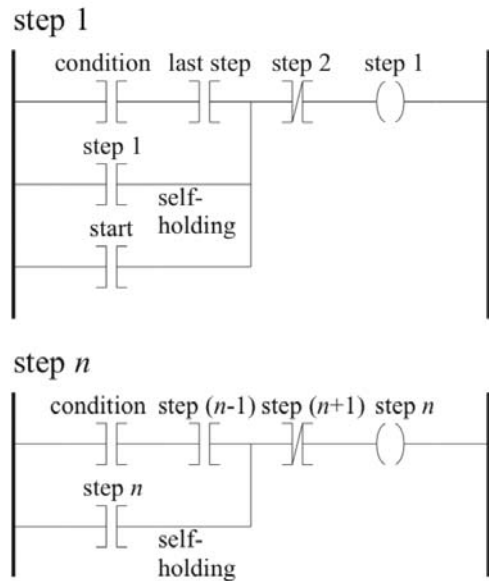 step 1
condition last step step 2 step 1
step 1
self-
holding
start
step n
condition step (n-1) step (n+1) step n
step n
self-
holding